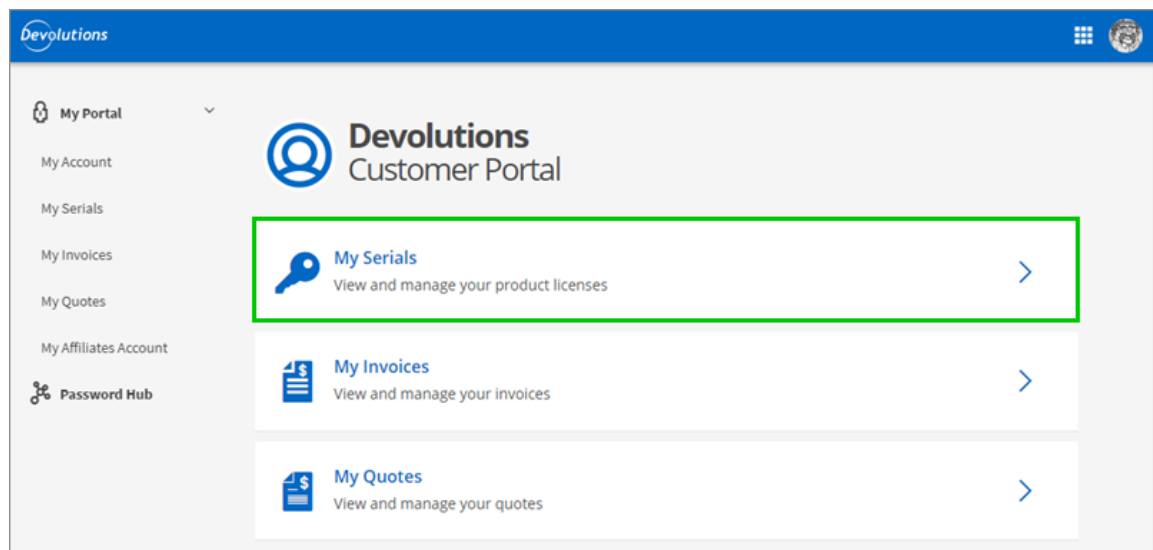 Devolutions
My Portal
My Account
My Serials
My Invoices
My Quotes
My Affiliates Account
Password Hub
Devolutions
Customer Portal
My Serials
View and manage your product licenses
My Invoices
View and manage your invoices
My Quotes
View and manage your quotes